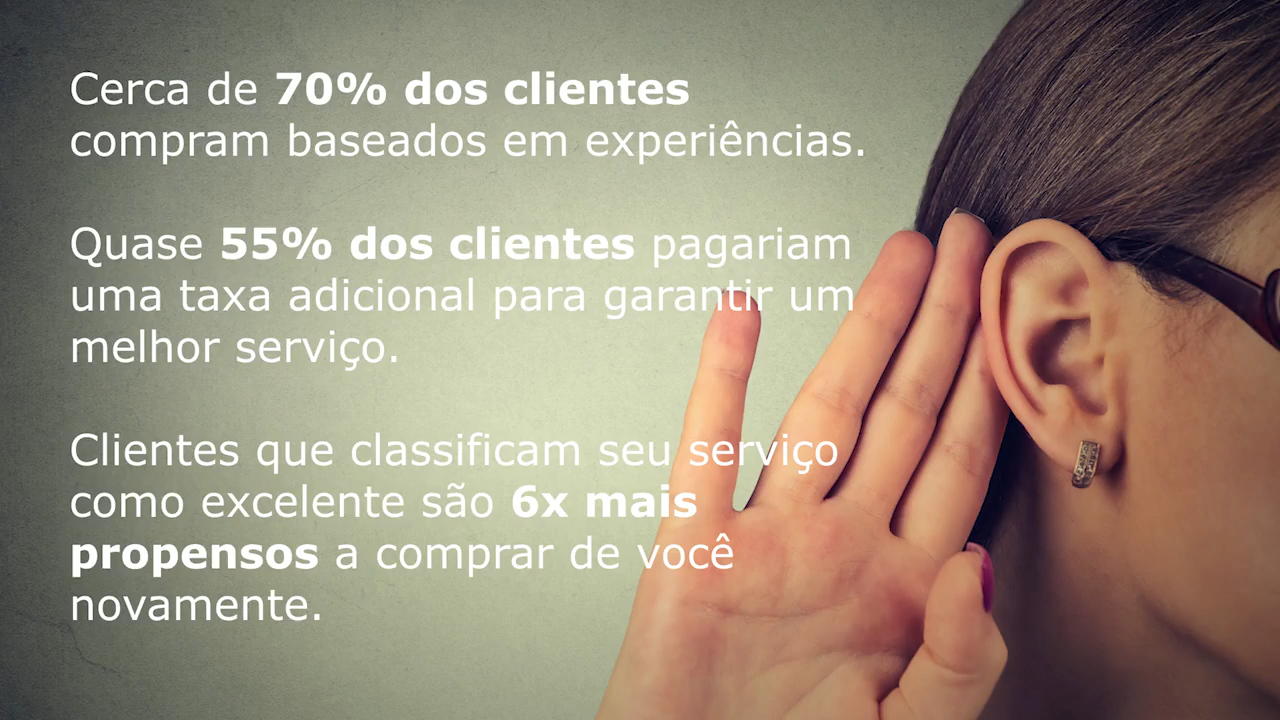 Cerca de 70% dos clientes
compram baseados em experiências.
Quase 55% dos clientes pagariam
uma taxa adicional para garantir um
melhor serviço.
Clientes que classificam seu serviço
como excelente são 6x mais
propensos a comprar de você
novamente.